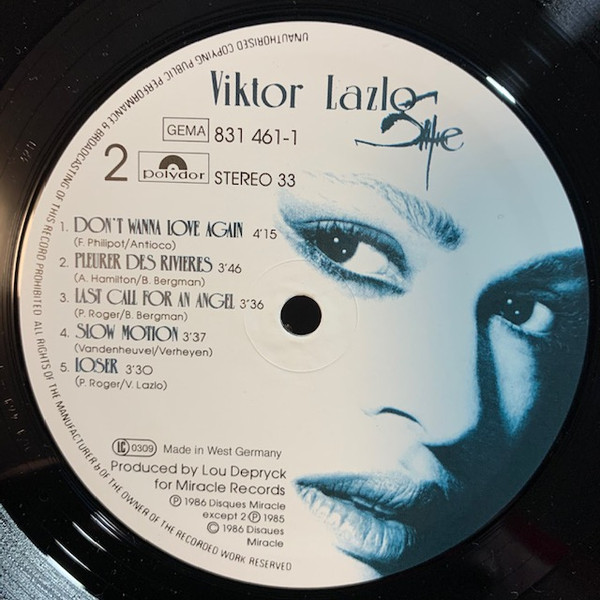 Viktor Lazlo
She
GEMA 831 461-1
2 polydor STEREO 33
1. DON'T WANNA LOVE AGAIN 4'15
(F. Philipot/Antioco)
2. PLEURER DES RIVIERES 3'46
(A. Hamilton/B. Bergman)
3. LAST CALL FOR AN ANGEL 3'36
(P. Roger/B. Bergman)
4. SLOW MOTION 3'37
(Vandenheuvel/Verheyen)
5. LOSER 3'30
(P. Roger/V. Lazlo)
LC 0309 Made in West Germany
Produced by Lou Depryck
for Miracle Records
Ⓟ 1986 Disques Miracle
except 2 Ⓟ 1985
© 1986 Disques
Miracle
ALL RIGHTS OF THE MANUFACTURER & OF THE OWNER OF THE RECORDED WORK RESERVED
UNAUTHORISED COPYING PUBLIC PERFORMANCE & BROADCASTING OF THIS RECORD PROHIBITED